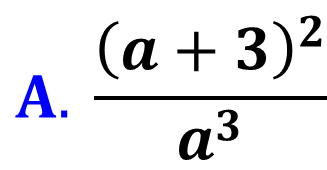 A. (a + 3)²
a³